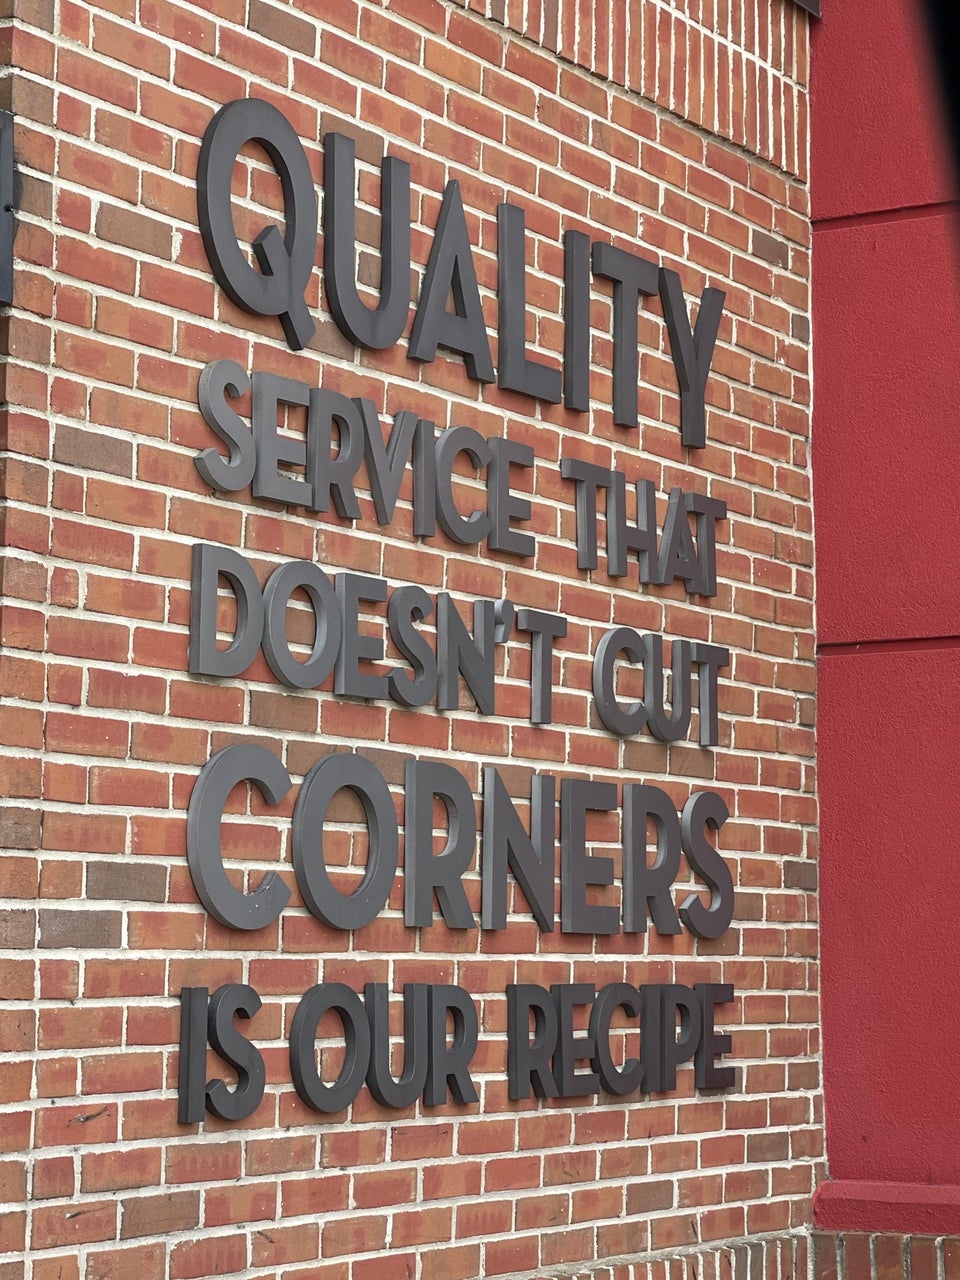 QUALITY
SERVICE THAT
DOESN'T CUT
CORNERS
IS OUR RECIPE